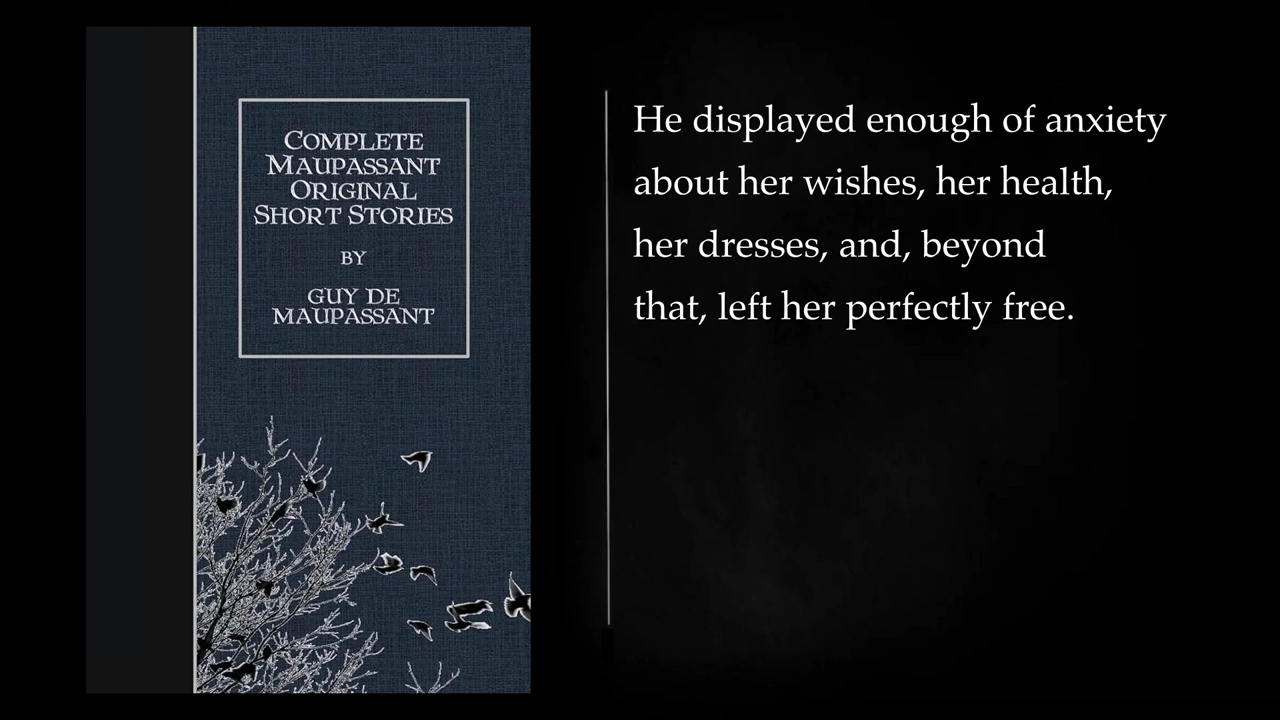 COMPLETE
MAUPASSANT
ORIGINAL
SHORT STORIES
BY
GUY DE
MAUPASSANT
He displayed enough of anxiety
about her wishes, her health,
her dresses, and, beyond
that, left her perfectly free.